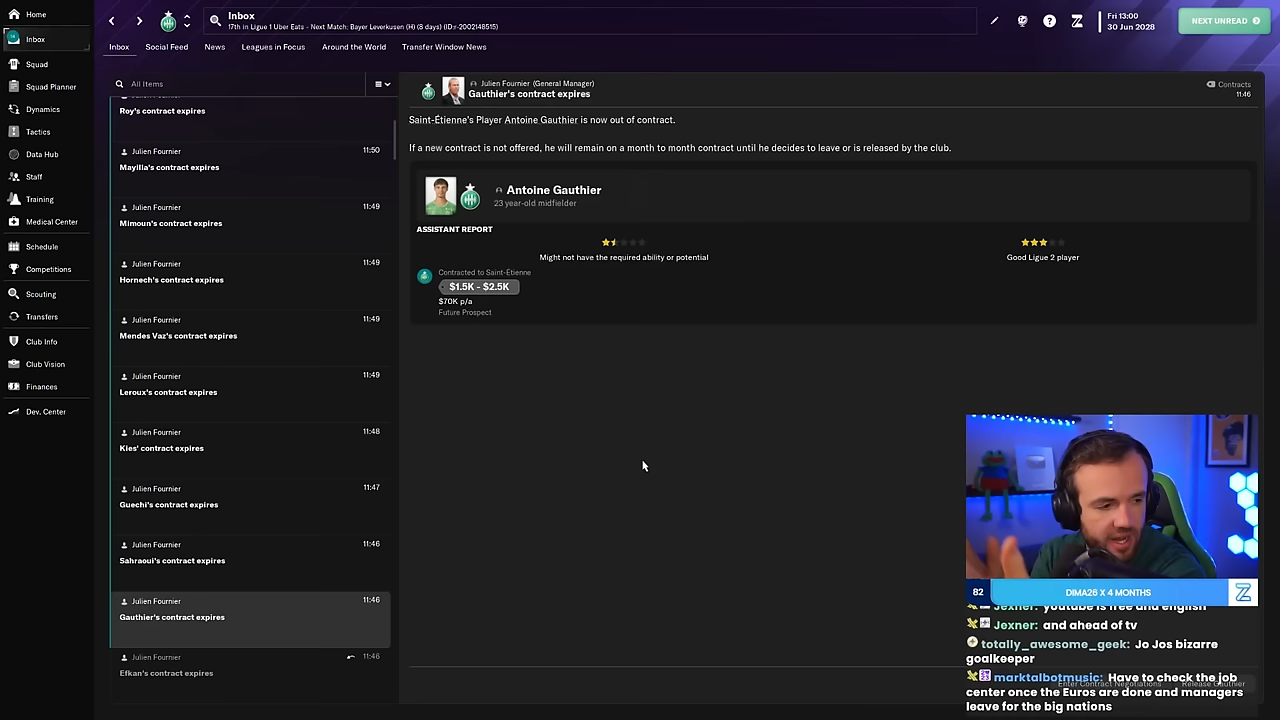 Home
Inbox
Squad
Squad Planner
Dynamics
Tactics
Data Hub
Staff
Training
Medical Center
Schedule
Competitions
Scouting
Transfers
Club Info
Club Vision
Finances
Dev. Center
Inbox
17th in Ligue 1 Uber Eats - Next Match: Bayer Leverkusen (H) (8 days) (ID:-2002148515)
Fri 13:00
30 Jun 2028
NEXT UNREAD
Inbox
Social Feed
News
Leagues in Focus
Around the World
Transfer Window News
All Items
Roy's contract expires
Julien Fournier 11:50
Mayilla's contract expires
Julien Fournier 11:49
Mimoun's contract expires
Julien Fournier 11:49
Hornech's contract expires
Julien Fournier 11:49
Mendes Vaz's contract expires
Julien Fournier 11:49
Leroux's contract expires
Julien Fournier 11:48
Kies' contract expires
Julien Fournier 11:47
Guechi's contract expires
Julien Fournier 11:46
Sahraoui's contract expires
Julien Fournier 11:46
Gauthier's contract expires
Julien Fournier 11:46
Efkan's contract expires
Julien Fournier (General Manager)
Gauthier's contract expires
Contracts
11:46
Saint-Étienne's Player Antoine Gauthier is now out of contract.
If a new contract is not offered, he will remain on a month to month contract until he decides to leave or is released by the club.
Antoine Gauthier
23 year-old midfielder
ASSISTANT REPORT
Might not have the required ability or potential
Good Ligue 2 player
Contracted to Saint-Étienne
$1.5K - $2.5K
$70K p/a
Future Prospect
Enter Contract Negotiations
Release Gauthier
82
DIMA26 X 4 MONTHS
Z
Jexner: youtube is free and english
Jexner: and ahead of tv
totally_awesome_geek: Jo Jos bizarre
goalkeeper
marktalbotmusic: Have to check the job
center once the Euros are done and managers
leave for the big nations